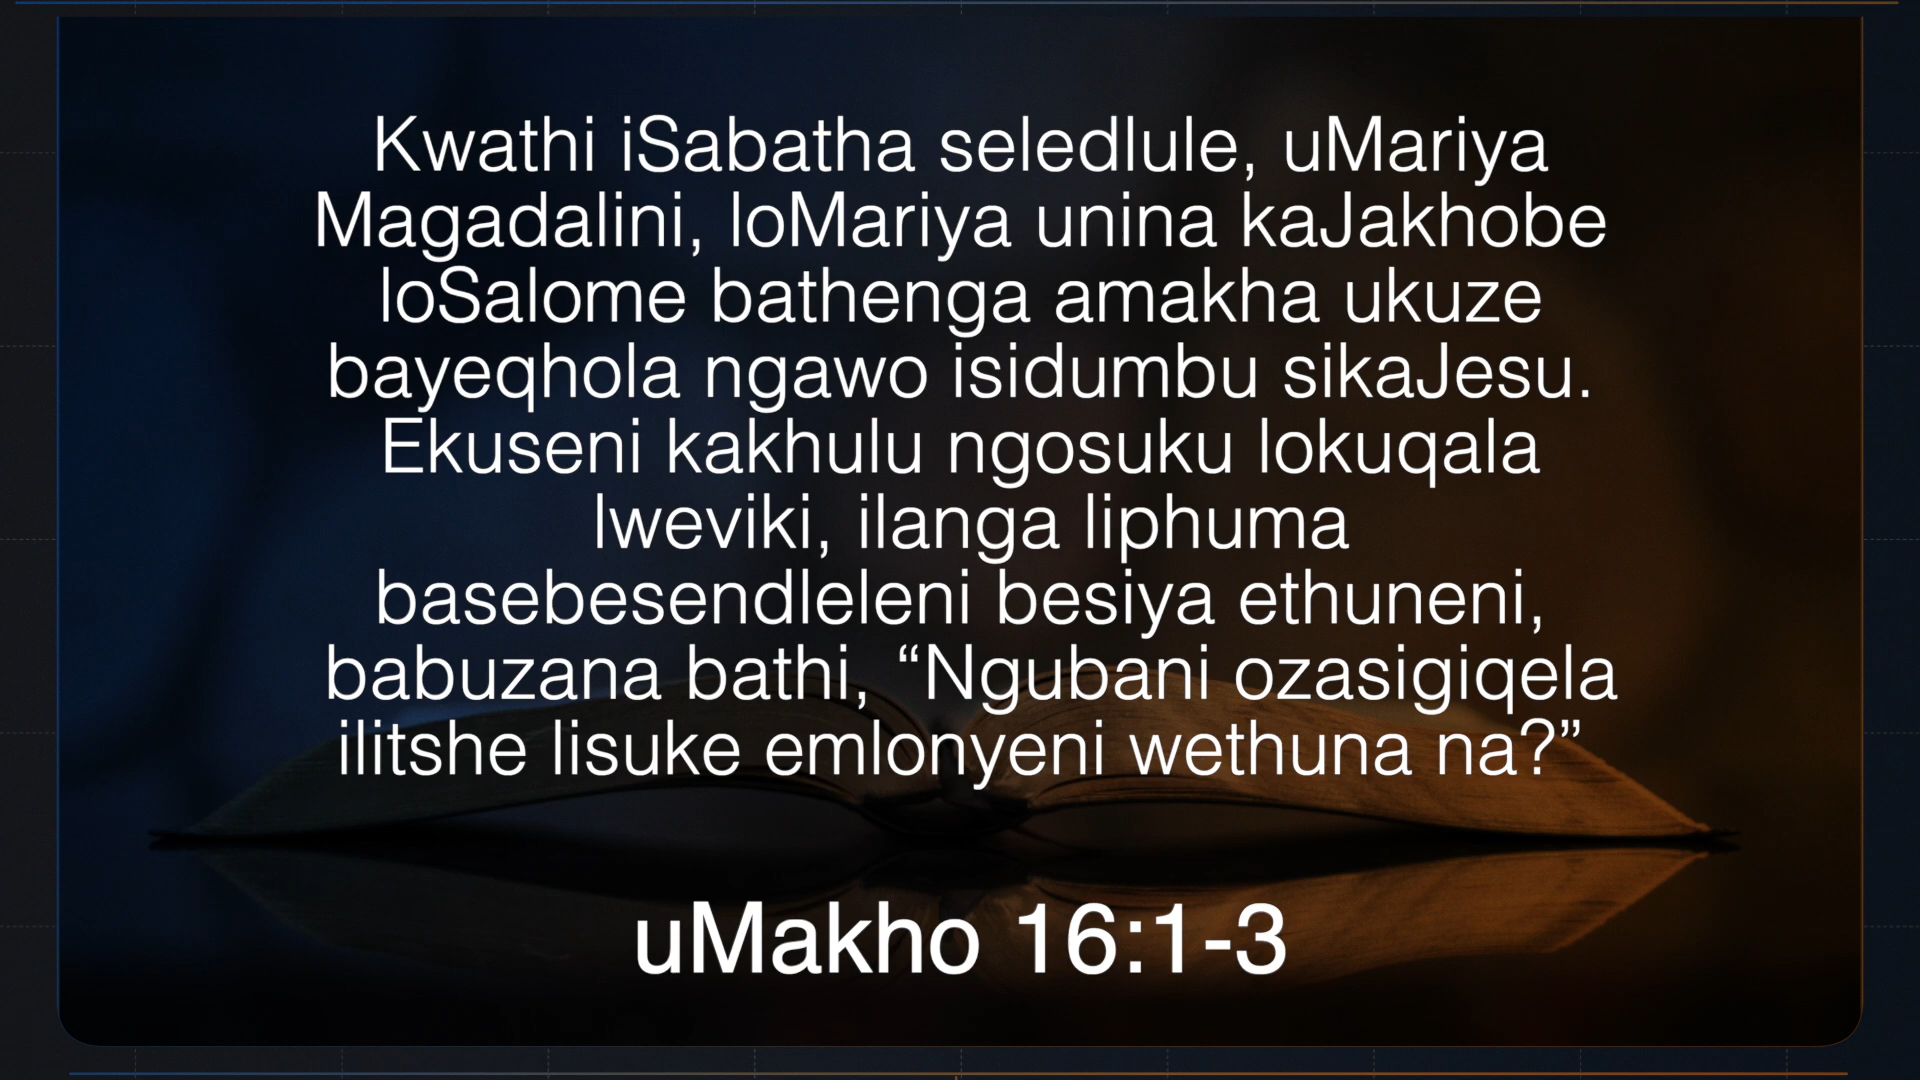 Kwathi iSabatha seledlule, uMariya
Magadalini, loMariya unina kaJakhobe
loSalome bathenga amakha ukuze
bayeqhola ngawo isidumbu sikaJesu.
Ekuseni kakhulu ngosuku lokuqala
lweviki, ilanga liphuma
basebesendleleni besiya ethuneni,
babuzana bathi, “Ngubani ozasigiqela
ilitshe lisuke emlonyeni wethuna na?”
uMakho 16:1-3